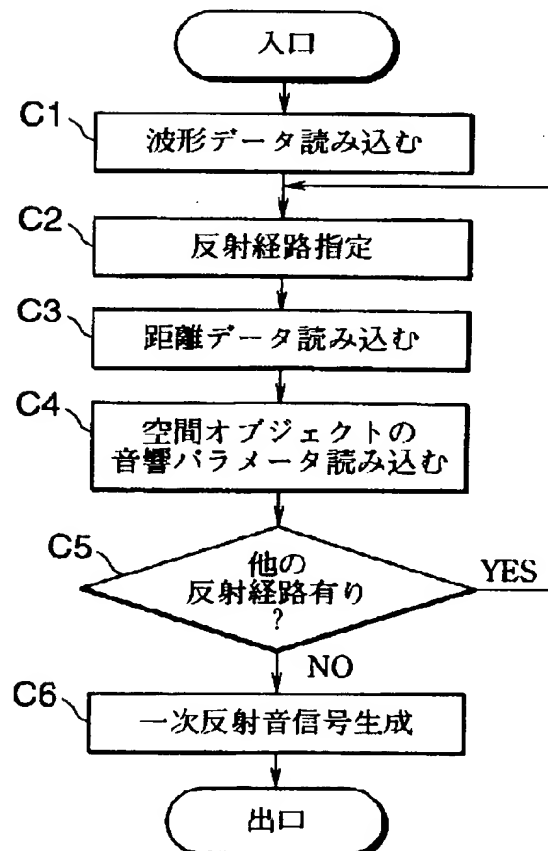 入口
C1
波形データ読み込む
C2
反射経路指定
C3
距離データ読み込む
C4
空間オブジェクトの
音響パラメータ読み込む
C5
他の
反射経路有り
?
YES
NO
C6
一次反射音信号生成
出口